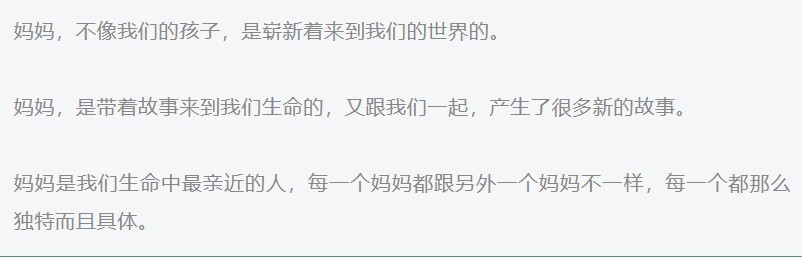 妈妈，不像我们的孩子，是崭新着来到我们的世界的。
妈妈，是带着故事来到我们生命的，又跟我们一起，产生了很多新的故事。
妈妈是我们生命中最亲近的人，每一个妈妈都跟另外一个妈妈不一样，每一个都那么
独特而且具体。